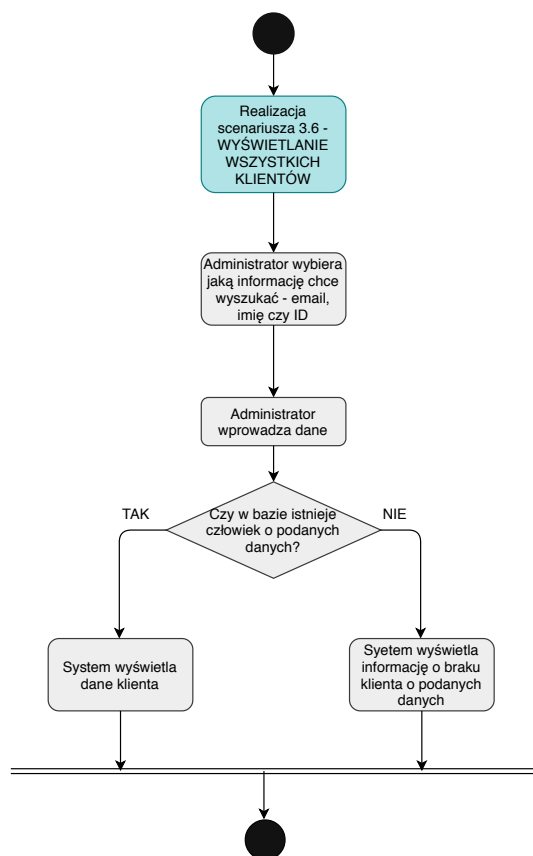 Realizacja
scenariusza 3.6 -
WYŚWIETLANIE
WSZYSTKICH
KLIENTÓW
Administrator wybiera
jaką informację chce
wyszukać - email,
imię czy ID
Administrator
wprowadza dane
Czy w bazie istnieje
człowiek o podanych
danych?
TAK
NIE
System wyświetla
dane klienta
Syetem wyświetla
informację o braku
klienta o podanych
danych